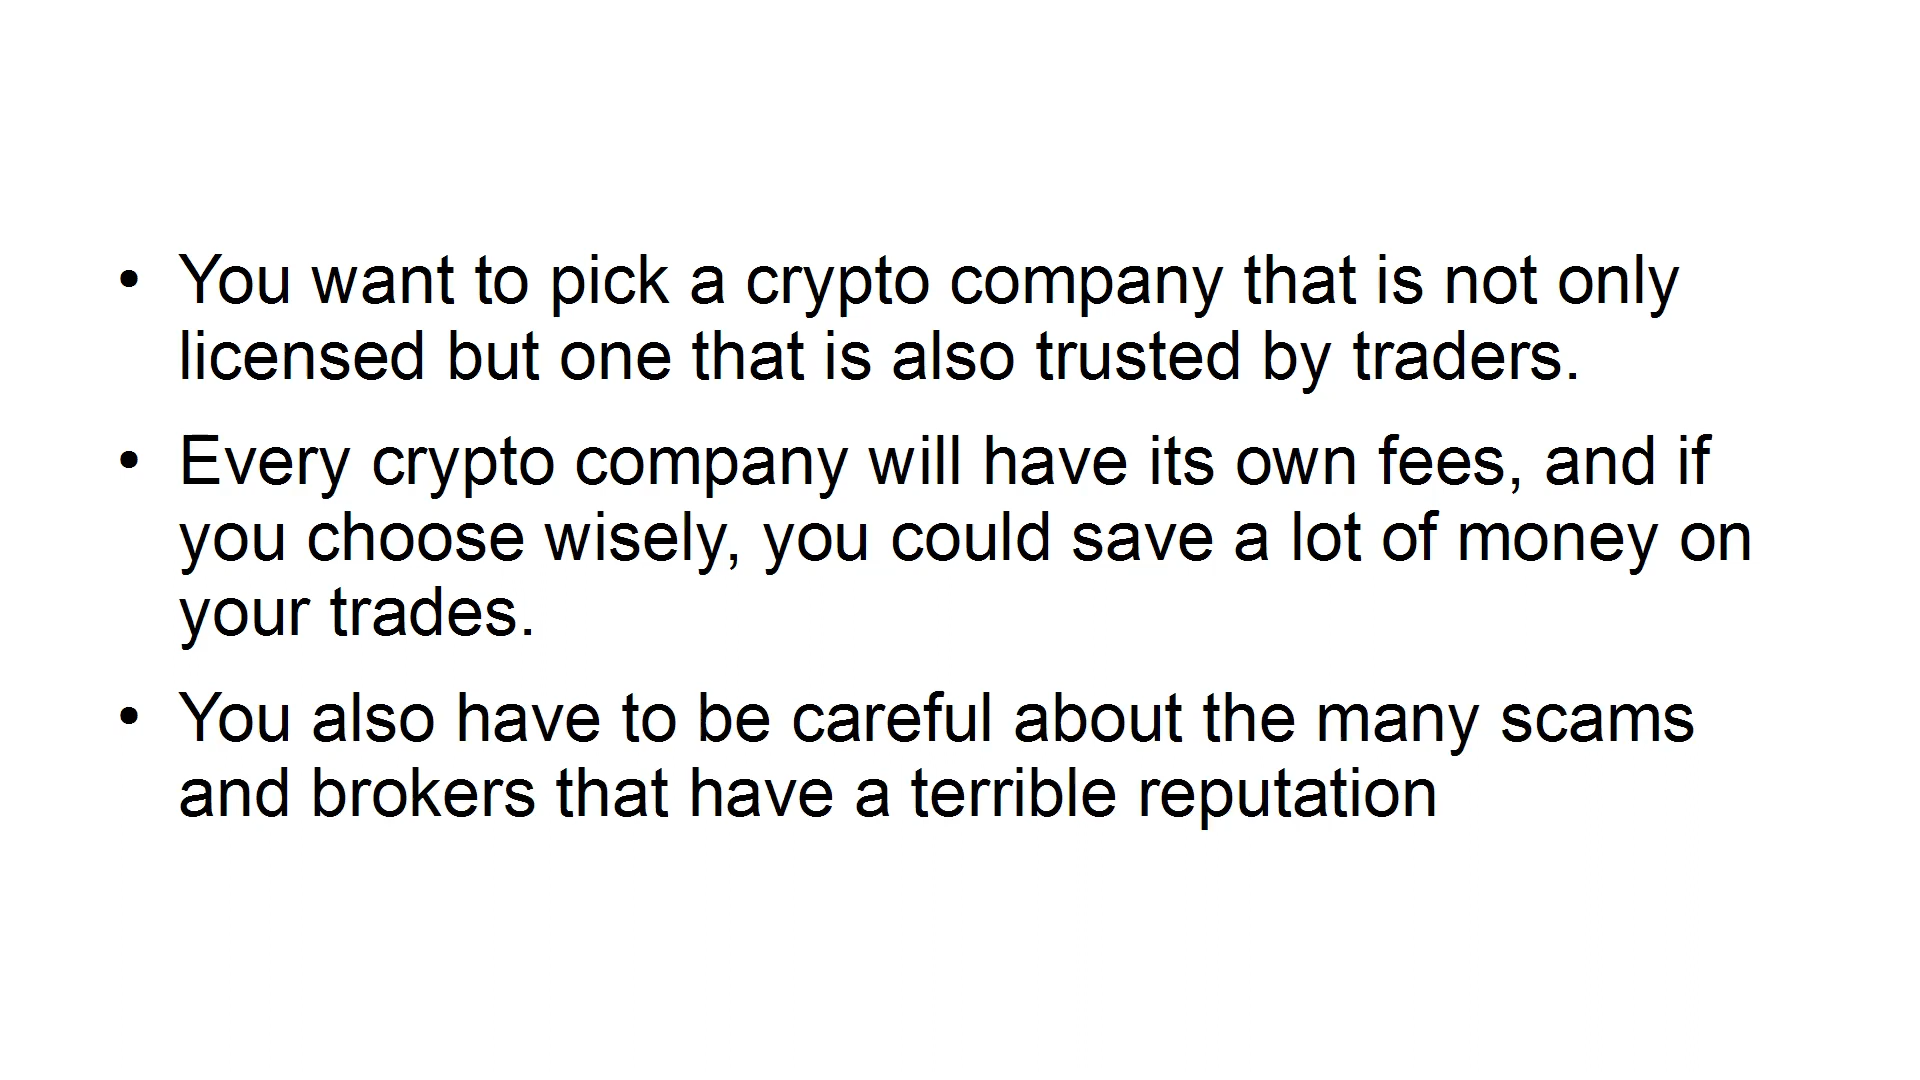 • You want to pick a crypto company that is not only
licensed but one that is also trusted by traders.
• Every crypto company will have its own fees, and if
you choose wisely, you could save a lot of money on
your trades.
• You also have to be careful about the many scams
and brokers that have a terrible reputation